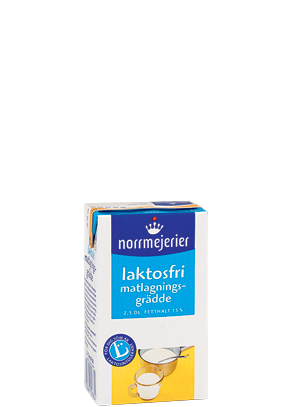 norrmejerier
laktosfri
matlagnings-
grädde
2,5 DL FETTHALT 15%